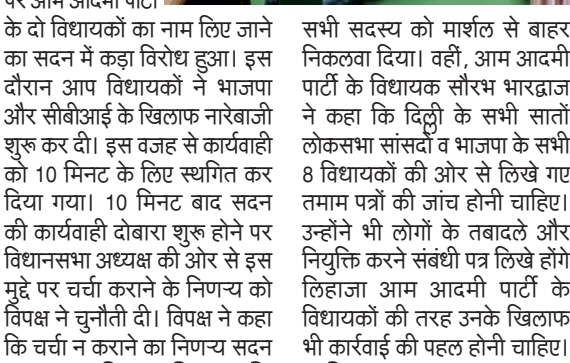 पर आम आदमी पार्टी
के दो विधायकों का नाम लिए जाने
का सदन में कड़ा विरोध हुआ। इस
दौरान आप विधायकों ने भाजपा
और सीबीआई के खिलाफ नारेबाजी
शुरू कर दी। इस वजह से कार्यवाही
को 10 मिनट के लिए स्थगित कर
दिया गया। 10 मिनट बाद सदन
की कार्यवाही दोबारा शुरू होने पर
विधानसभा अध्यक्ष की ओर से इस
मुद्दे पर चर्चा कराने के निणर्‍य को
विपक्ष ने चुनौती दी। विपक्ष ने कहा
कि चर्चा न कराने का निणर्‍य सदन
सभी सदस्य को मार्शल से बाहर
निकलवा दिया। वहीं, आम आदमी
पार्टी के विधायक सौरभ भारद्वाज
ने कहा कि दिल्ली के सभी सातों
लोकसभा सांसदों व भाजपा के सभी
8 विधायकों की ओर से लिखे गए
तमाम पत्रों की जांच होनी चाहिए।
उन्होंने भी लोगों के तबादले और
नियुक्ति करने संबंधी पत्र लिखे होंगे
लिहाजा आम आदमी पार्टी के
विधायकों की तरह उनके खिलाफ
भी कार्रवाई की पहल होनी चाहिए।